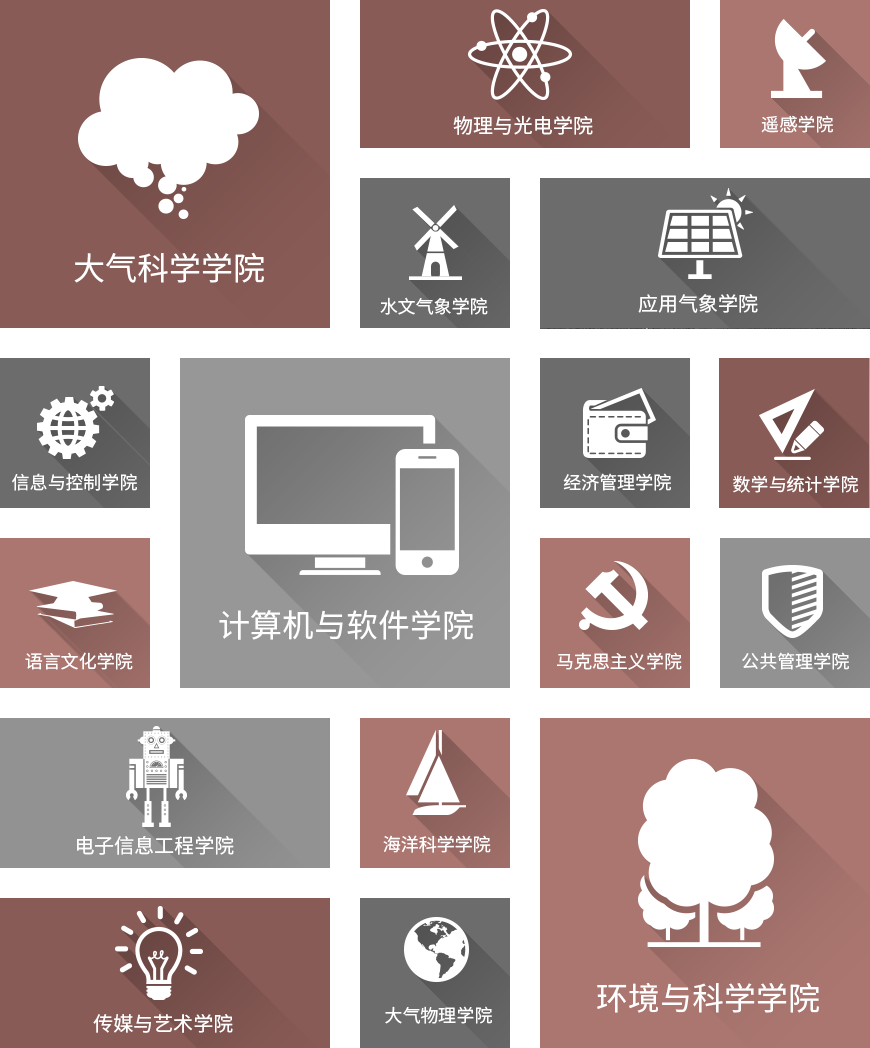 物理与光电学院
遥感学院
大气科学学院
水文气象学院
应用气象学院
信息与控制学院
经济管理学院
数学与统计学院
计算机与软件学院
语言文化学院
马克思主义学院
公共管理学院
电子信息工程学院
海洋科学学院
环境与科学学院
传媒与艺术学院
大气物理学院